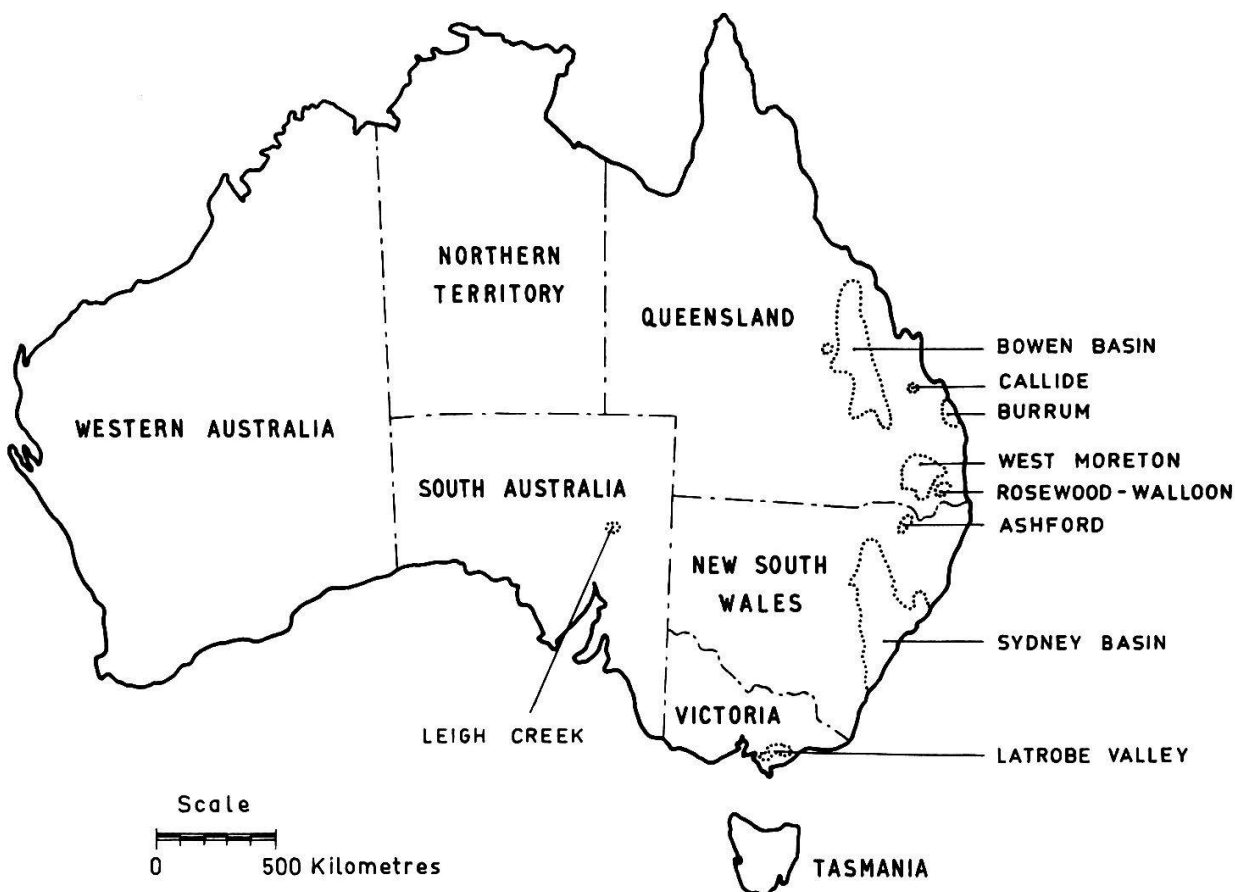 NORTHERN
TERRITORY
QUEENSLAND
BOWEN BASIN
CALLIDE
BURRUM
WESTERN AUSTRALIA
WEST MORETON
SOUTH AUSTRALIA
ROSEWOOD-WALLOON
ASHFORD
NEW SOUTH
WALES
SYDNEY BASIN
VICTORIA
LEIGH CREEK
LATROBE VALLEY
Scale
0 500 Kilometres
TASMANIA